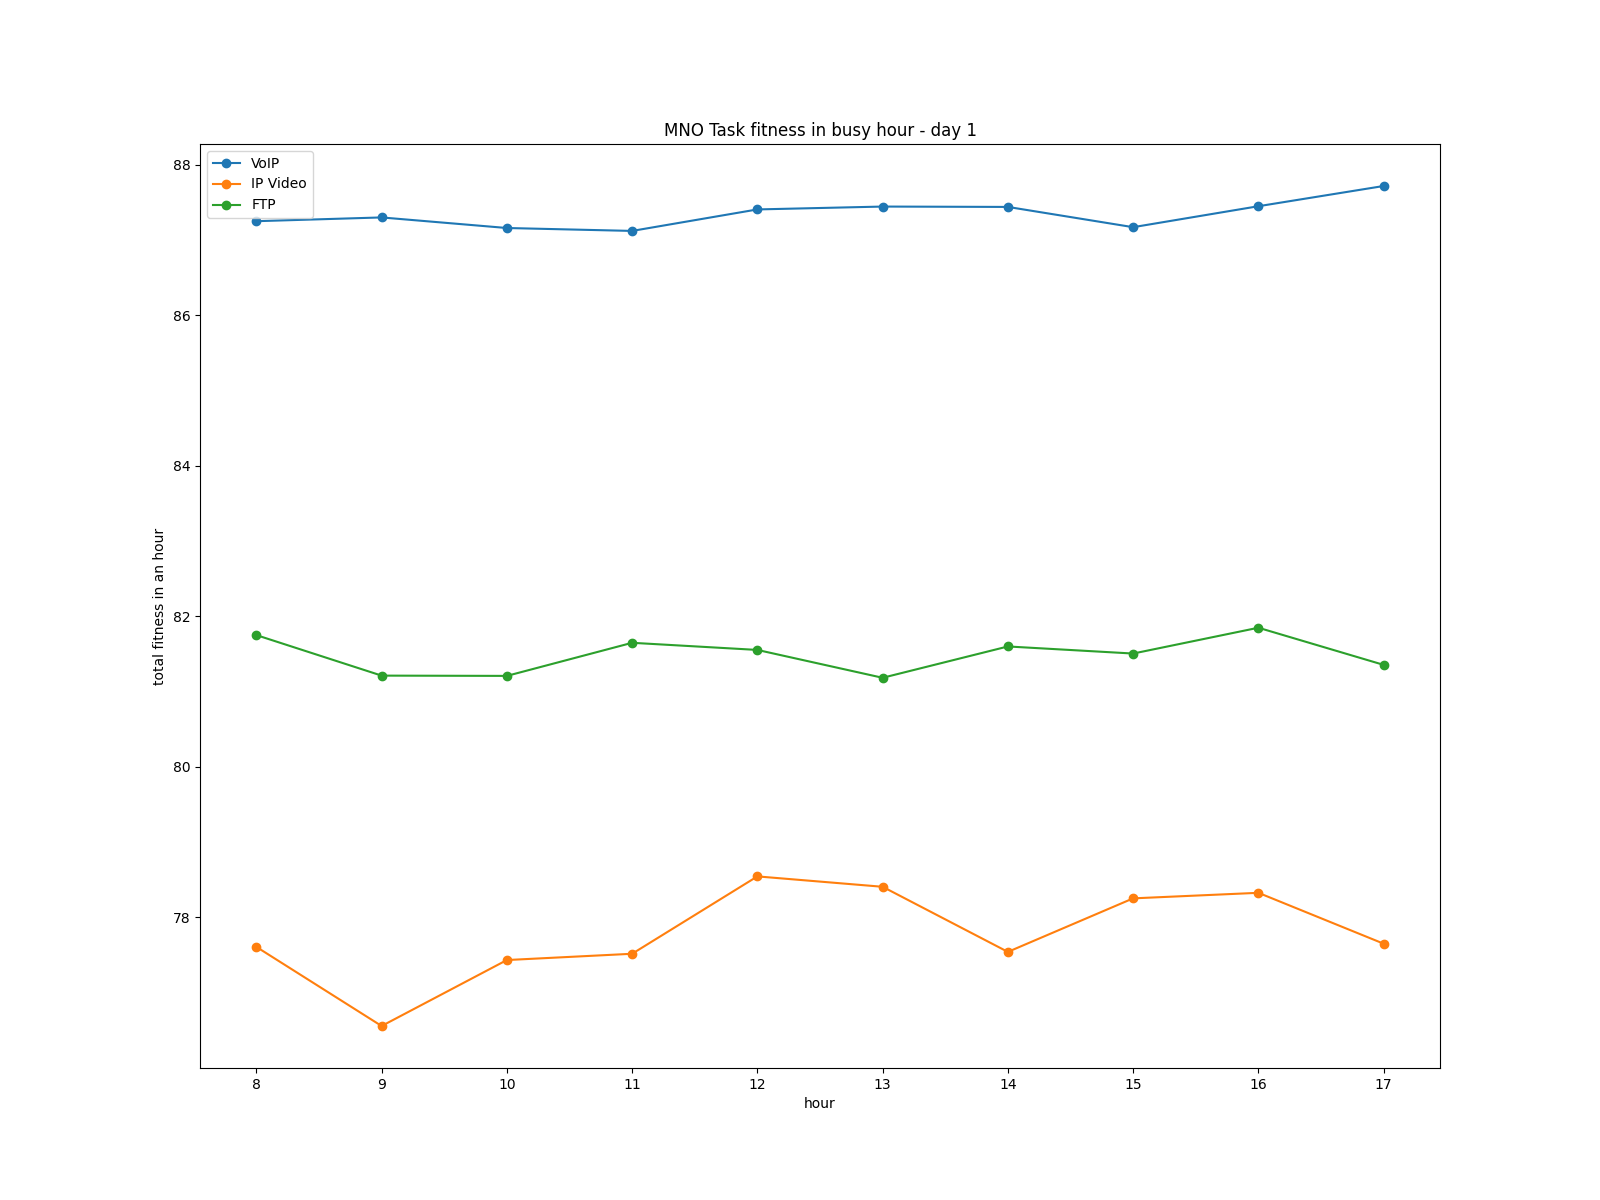 MNO Task fitness in busy hour - day 1
VoIP
IP Video
FTP
88
86
84
82
80
78
total fitness in an hour
8 9 10 11 12 13 14 15 16 17
hour